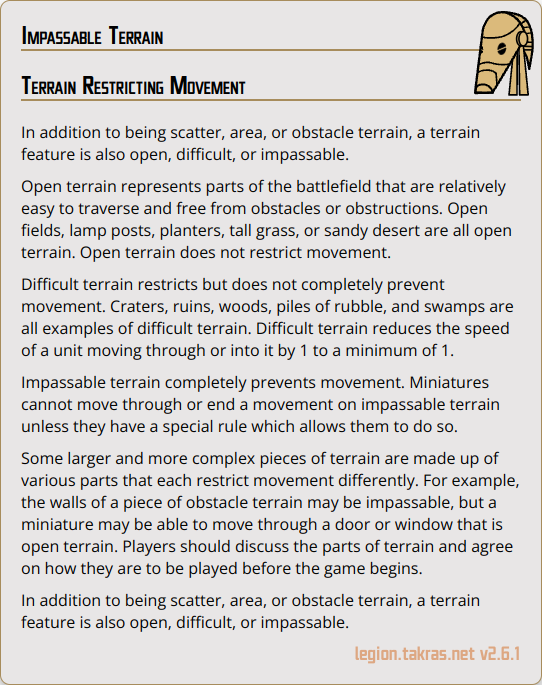 Impassable Terrain
Terrain Restricting Movement
In addition to being scatter, area, or obstacle terrain, a terrain
feature is also open, difficult, or impassable.
Open terrain represents parts of the battlefield that are relatively
easy to traverse and free from obstacles or obstructions. Open
fields, lamp posts, planters, tall grass, or sandy desert are all open
terrain. Open terrain does not restrict movement.
Difficult terrain restricts but does not completely prevent
movement. Craters, ruins, woods, piles of rubble, and swamps are
all examples of difficult terrain. Difficult terrain reduces the speed
of a unit moving through or into it by 1 to a minimum of 1.
Impassable terrain completely prevents movement. Miniatures
cannot move through or end a movement on impassable terrain
unless they have a special rule which allows them to do so.
Some larger and more complex pieces of terrain are made up of
various parts that each restrict movement differently. For example,
the walls of a piece of obstacle terrain may be impassable, but a
miniature may be able to move through a door or window that is
open terrain. Players should discuss the parts of terrain and agree
on how they are to be played before the game begins.
In addition to being scatter, area, or obstacle terrain, a terrain
feature is also open, difficult, or impassable.
legion.takras.net v2.6.1